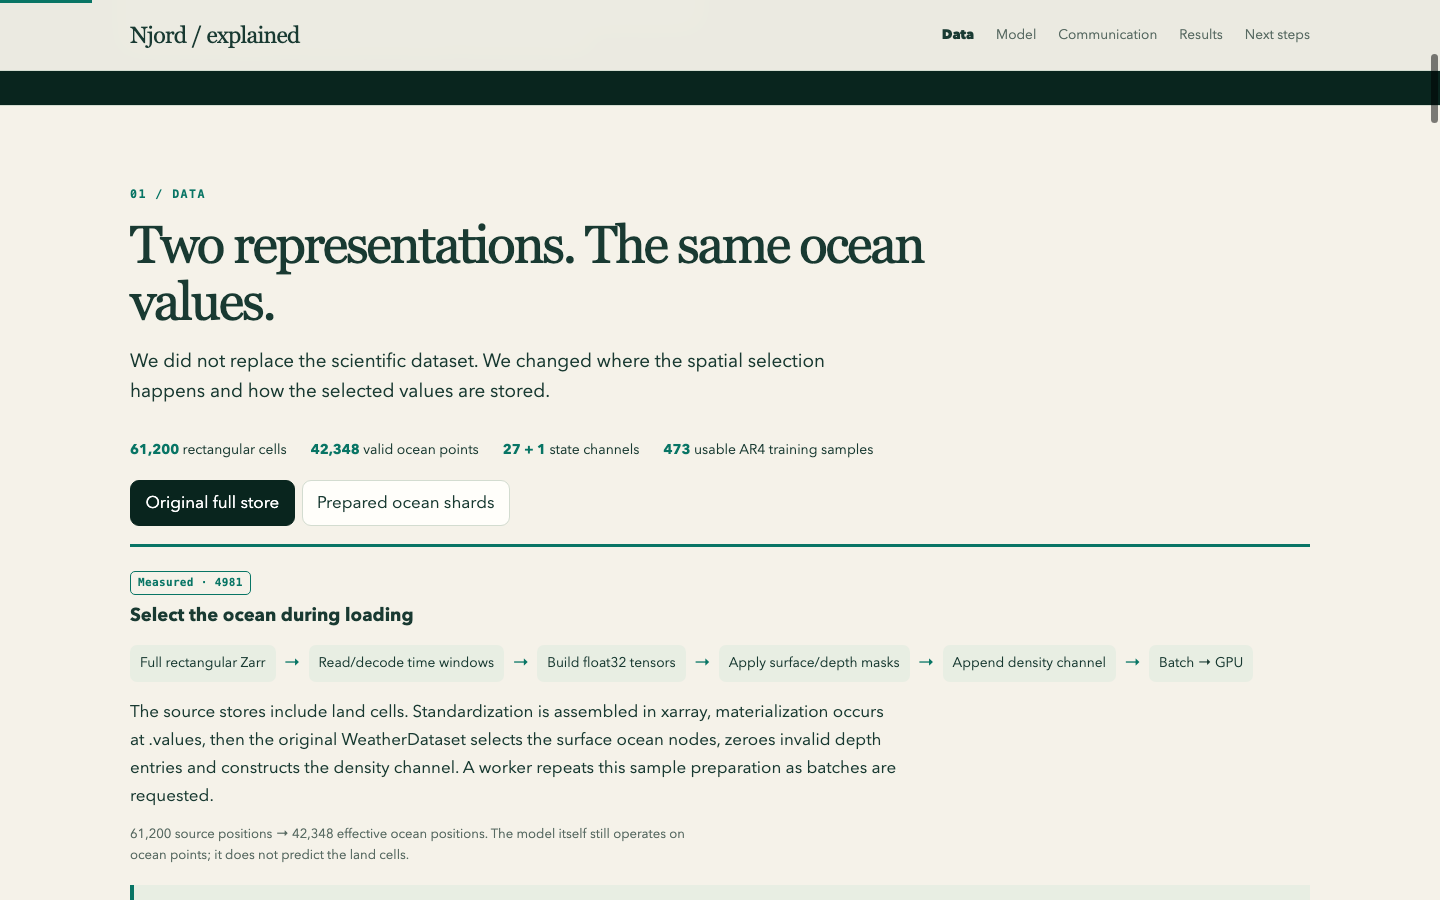 Njord / explained
Data Model Communication Results Next steps
01 / DATA
Two representations. The same ocean
values.
We did not replace the scientific dataset. We changed where the spatial selection
happens and how the selected values are stored.
61,200 rectangular cells 42,348 valid ocean points 27 + 1 state channels 473 usable AR4 training samples
Original full store Prepared ocean shards
Measured · 4981
Select the ocean during loading
Full rectangular Zarr → Read/decode time windows → Build float32 tensors → Apply surface/depth masks → Append density channel → Batch → GPU
The source stores include land cells. Standardization is assembled in xarray, materialization occurs
at .values, then the original WeatherDataset selects the surface ocean nodes, zeroes invalid depth
entries and constructs the density channel. A worker repeats this sample preparation as batches are
requested.
61,200 source positions → 42,348 effective ocean positions. The model itself still operates on
ocean points; it does not predict the land cells.